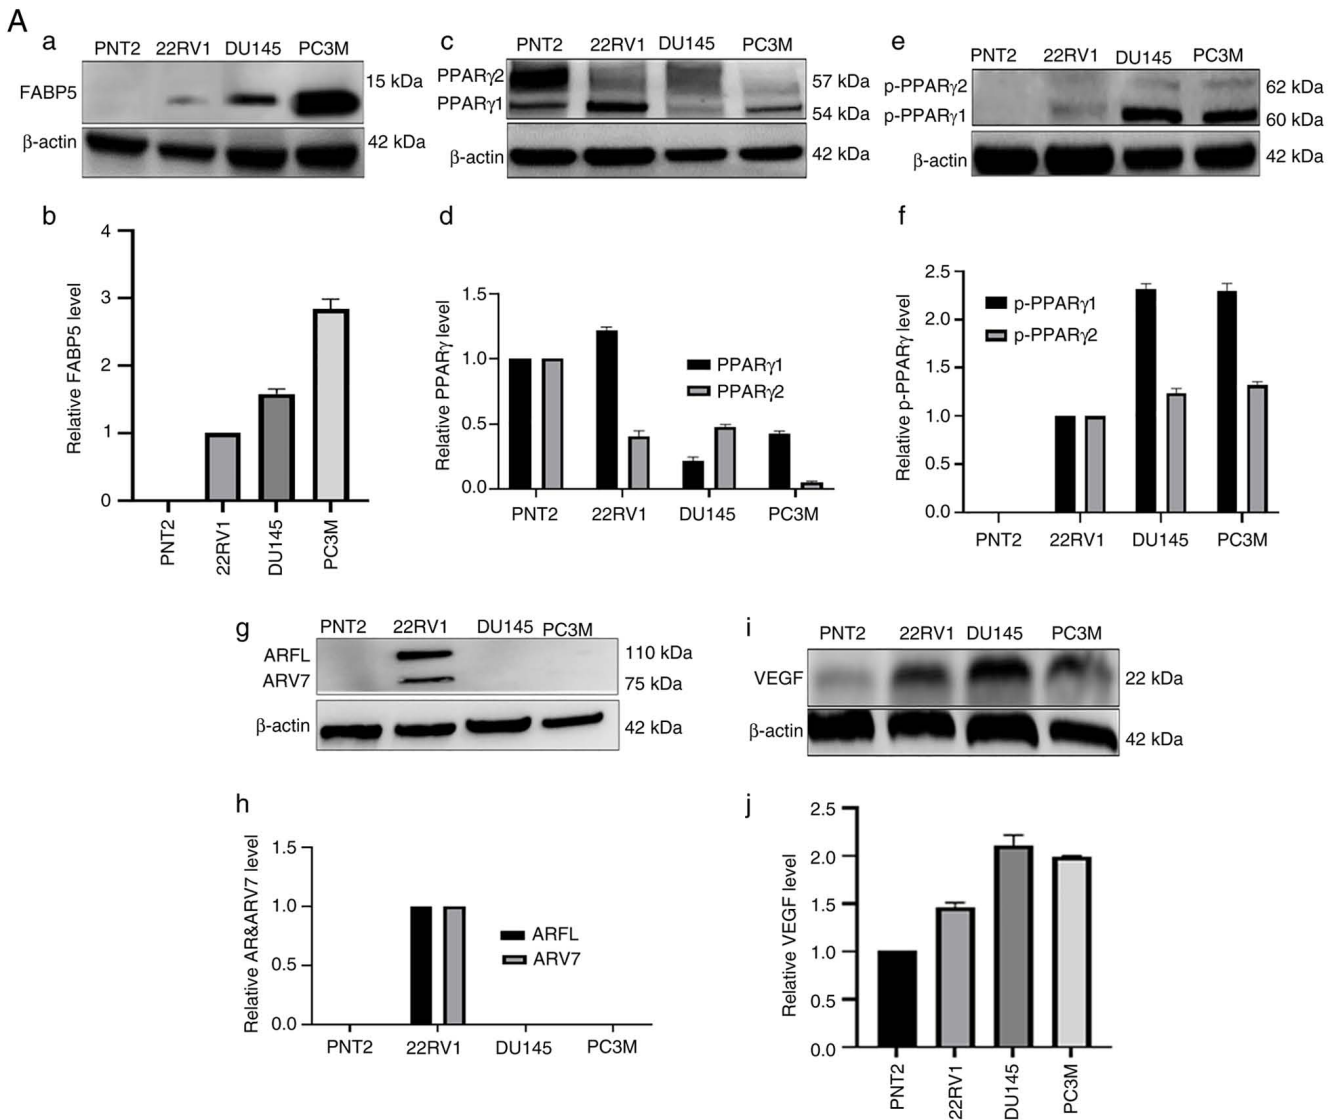 A
a
PNT2 22RV1 DU145 PC3M
FABP5
15 kDa
β-actin
42 kDa
c
PNT2 22RV1 DU145 PC3M
PPARγ2
57 kDa
PPARγ1
54 kDa
β-actin
42 kDa
e
PNT2 22RV1 DU145 PC3M
p-PPARγ2
62 kDa
p-PPARγ1
60 kDa
β-actin
42 kDa
b
Relative FABP5 level
4
3
2
1
0
PNT2
22RV1
DU145
PC3M
d
Relative PPARγ level
1.5
1.0
0.5
0.0
PPARγ1
PPARγ2
PNT2 22RV1 DU145 PC3M
f
Relative p-PPARγ level
2.5
2.0
1.5
1.0
0.5
0.0
p-PPARγ1
p-PPARγ2
PNT2 22RV1 DU145 PC3M
g
PNT2 22RV1 DU145 PC3M
ARFL
110 kDa
ARV7
75 kDa
β-actin
42 kDa
i
PNT2 22RV1 DU145 PC3M
VEGF
22 kDa
β-actin
42 kDa
h
Relative AR&ARV7 level
1.5
1.0
0.5
0.0
ARFL
ARV7
PNT2 22RV1 DU145 PC3M
j
Relative VEGF level
2.5
2.0
1.5
1.0
0.5
0.0
PNT2
22RV1
DU145
PC3M